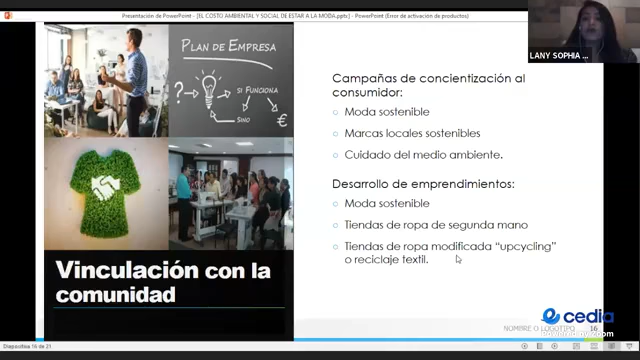 Presentación de PowerPoint - [EL COSTO AMBIENTAL Y SOCIAL DE ESTAR A LA MODA.pptx] - PowerPoint (Error de activación de productos)
LANY SOPHIA ...
PLAN DE EMPRESA
?
SI FUNCIONA
SINO
€
Vinculación con la
comunidad
Campañas de concientización al
consumidor:
Moda sostenible
Marcas locales sostenibles
Cuidado del medio ambiente.
Desarrollo de emprendimientos:
Moda sostenible
Tiendas de ropa de segunda mano
Tiendas de ropa modificada “upcycling”
o reciclaje textil.
cedia
NOMBRE O LOGOTIPO
16
Diapositiva 16 de 21